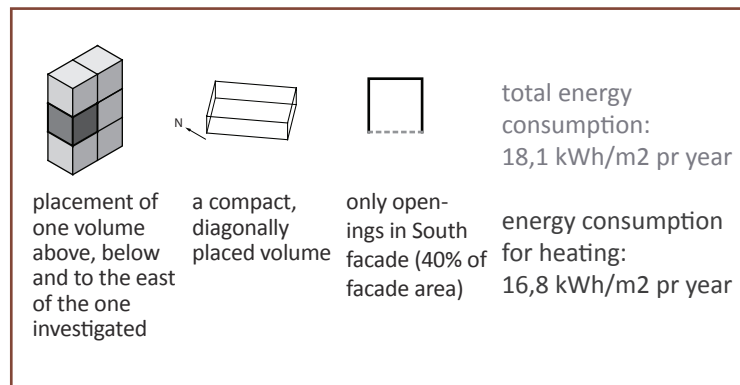 N
placement of
one volume
above, below
and to the east
of the one
investigated
a compact,
diagonally
placed volume
only open-
ings in South
facade (40% of
facade area)
total energy
consumption:
18,1 kWh/m2 pr year
energy consumption
for heating:
16,8 kWh/m2 pr year